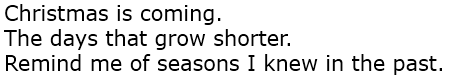 Christmas is coming.
The days that grow shorter.
Remind me of seasons I knew in the past.